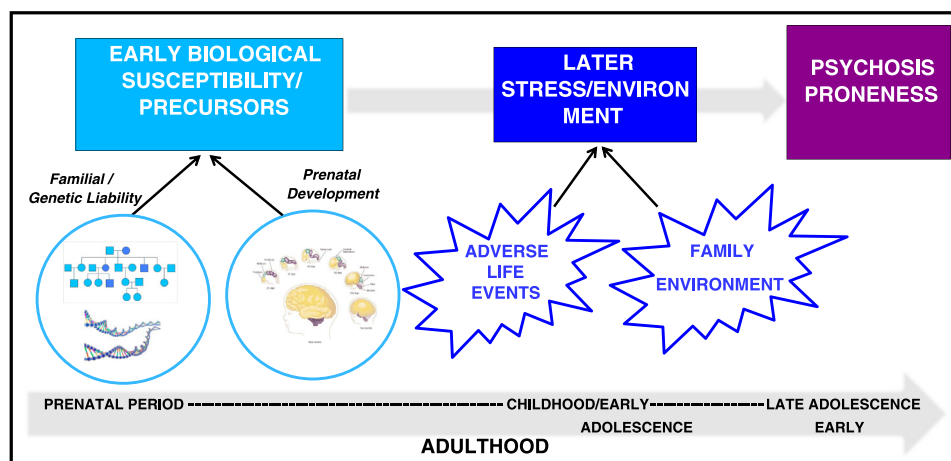 EARLY BIOLOGICAL
SUSCEPTIBILITY/
PRECURSORS
LATER
STRESS/ENVIRON
MENT
PSYCHOSIS
PRONENESS
Familial /
Genetic Liability
Prenatal
Development
ADVERSE
LIFE
EVENTS
FAMILY
ENVIRONMENT
PRENATAL PERIOD ---------------------------------------- CHILDHOOD/EARLY -------------- LATE ADOLESCENCE
ADOLESCENCE EARLY
ADULTHOOD